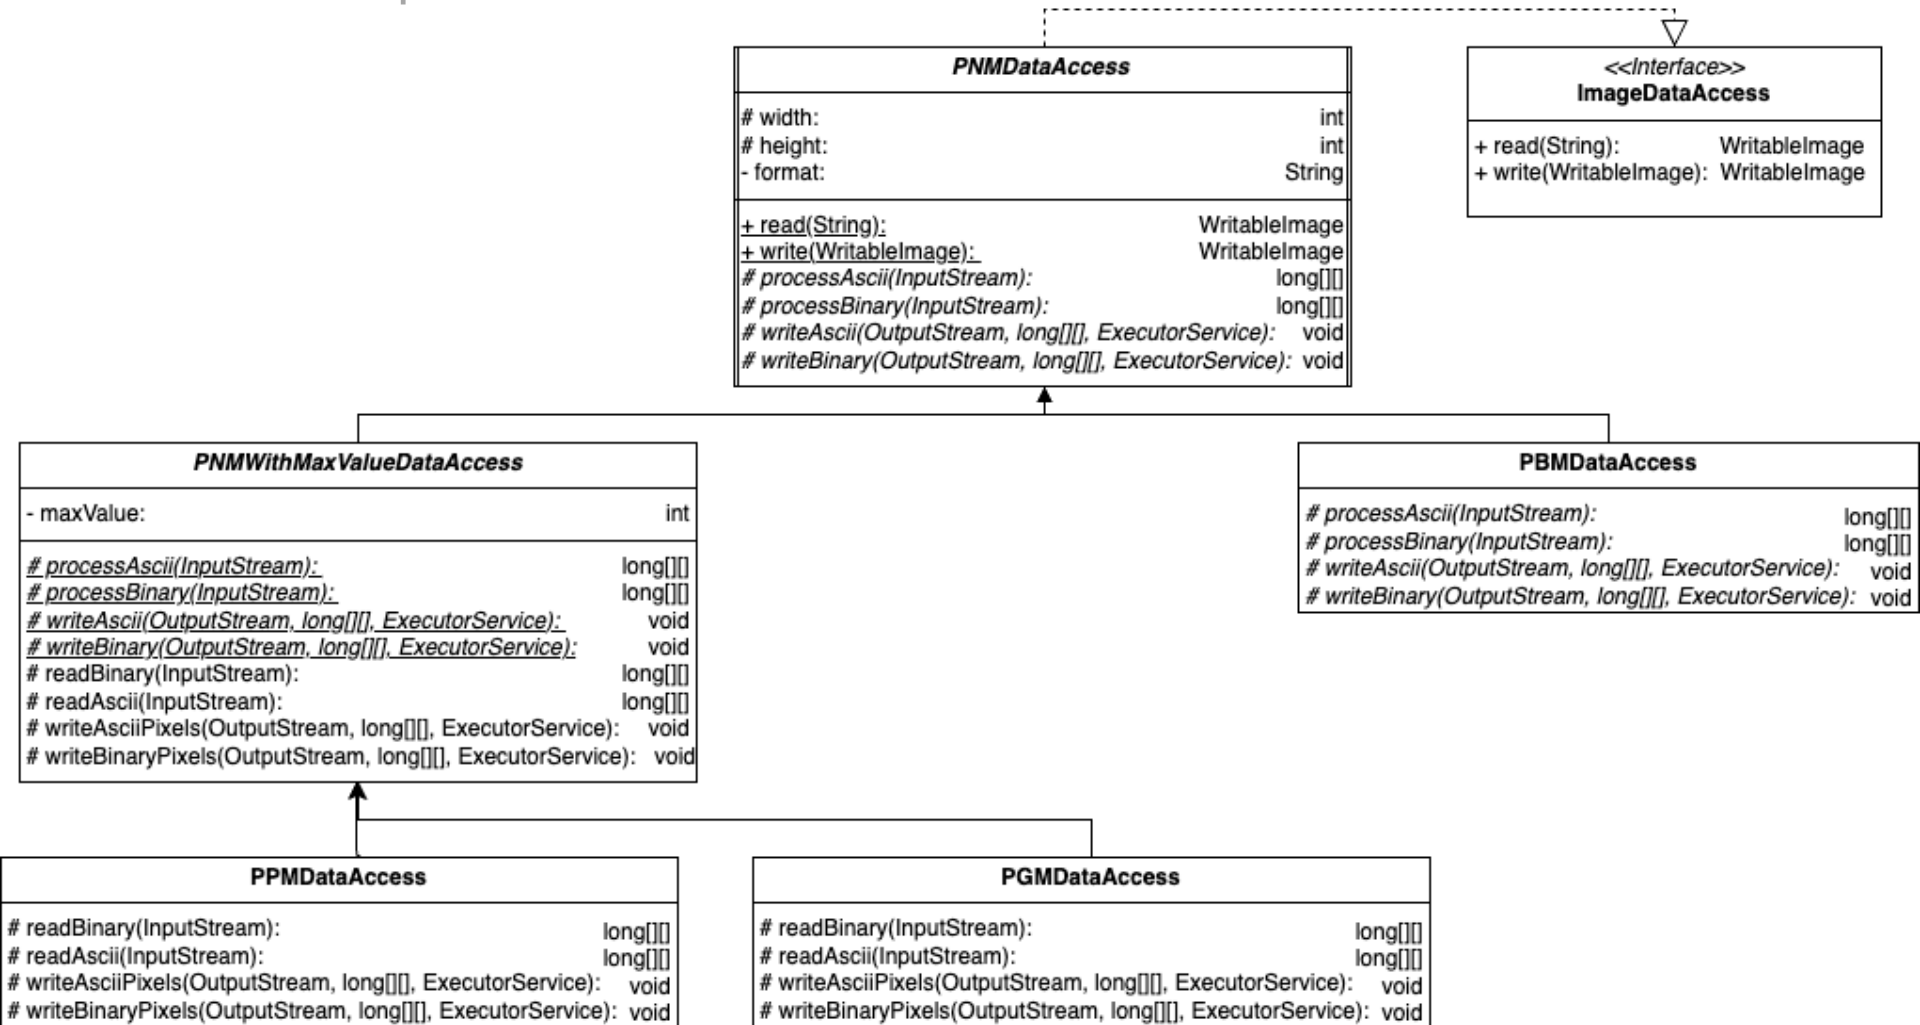 PNMDataAccess
# width: int
# height: int
- format: String
+ read(String): WritableImage
+ write(WritableImage): WritableImage
# processAscii(InputStream): long[][]
# processBinary(InputStream): long[][]
# writeAscii(OutputStream, long[][], ExecutorService): void
# writeBinary(OutputStream, long[][], ExecutorService): void
<<Interface>>
ImageDataAccess
+ read(String): WritableImage
+ write(WritableImage): WritableImage
PNMWithMaxValueDataAccess
- maxValue: int
# processAscii(InputStream): long[][]
# processBinary(InputStream): long[][]
# writeAscii(OutputStream, long[][], ExecutorService): void
# writeBinary(OutputStream, long[][], ExecutorService): void
# readBinary(InputStream): long[][]
# readAscii(InputStream): long[][]
# writeAsciiPixels(OutputStream, long[][], ExecutorService): void
# writeBinaryPixels(OutputStream, long[][], ExecutorService): void
PBMDataAccess
# processAscii(InputStream): long[][]
# processBinary(InputStream): long[][]
# writeAscii(OutputStream, long[][], ExecutorService): void
# writeBinary(OutputStream, long[][], ExecutorService): void
PPMDataAccess
# readBinary(InputStream): long[][]
# readAscii(InputStream): long[][]
# writeAsciiPixels(OutputStream, long[][], ExecutorService): void
# writeBinaryPixels(OutputStream, long[][], ExecutorService): void
PGMDataAccess
# readBinary(InputStream): long[][]
# readAscii(InputStream): long[][]
# writeAsciiPixels(OutputStream, long[][], ExecutorService): void
# writeBinaryPixels(OutputStream, long[][], ExecutorService): void